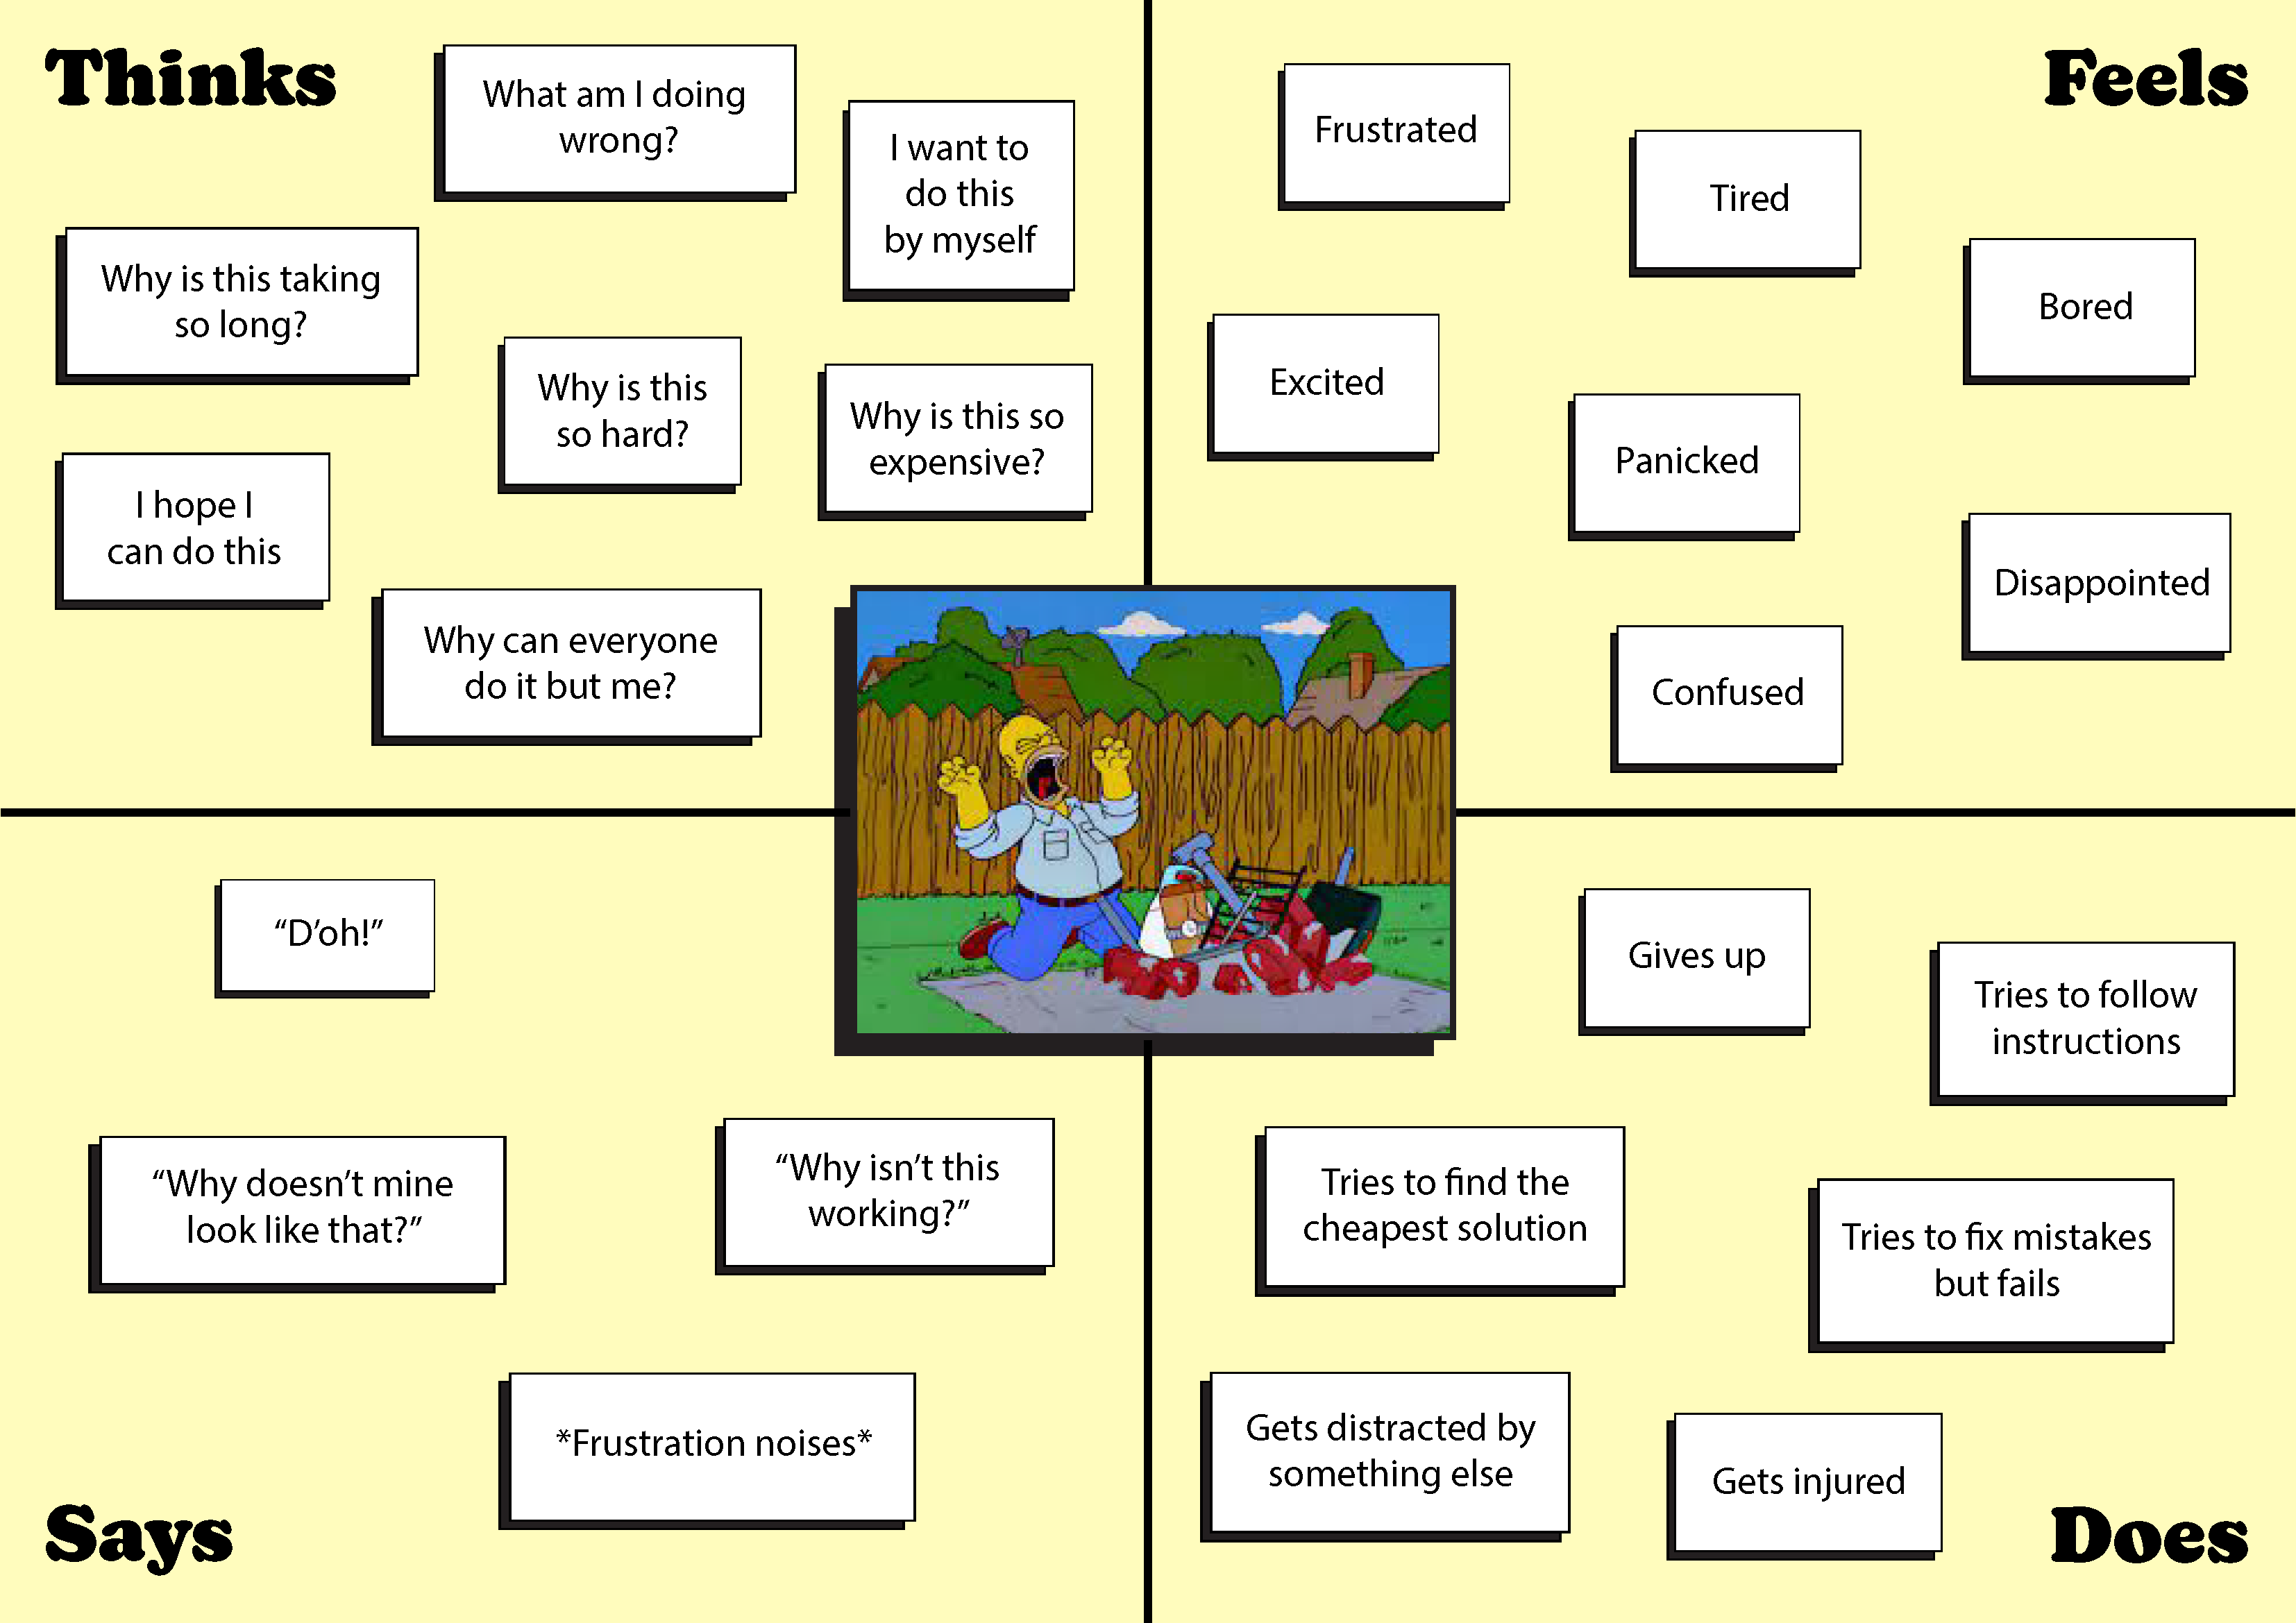 Thinks
What am I doing
wrong?
I want to
do this
by myself
Why is this taking
so long?
Why is this
so hard?
Why is this so
expensive?
I hope I
can do this
Why can everyone
do it but me?
Feels
Frustrated
Tired
Bored
Excited
Panicked
Disappointed
Confused
“D’oh!”
“Why doesn’t mine
look like that?”
“Why isn’t this
working?”
*Frustration noises*
Says
Gives up
Tries to follow
instructions
Tries to find the
cheapest solution
Tries to fix mistakes
but fails
Gets distracted by
something else
Gets injured
Does